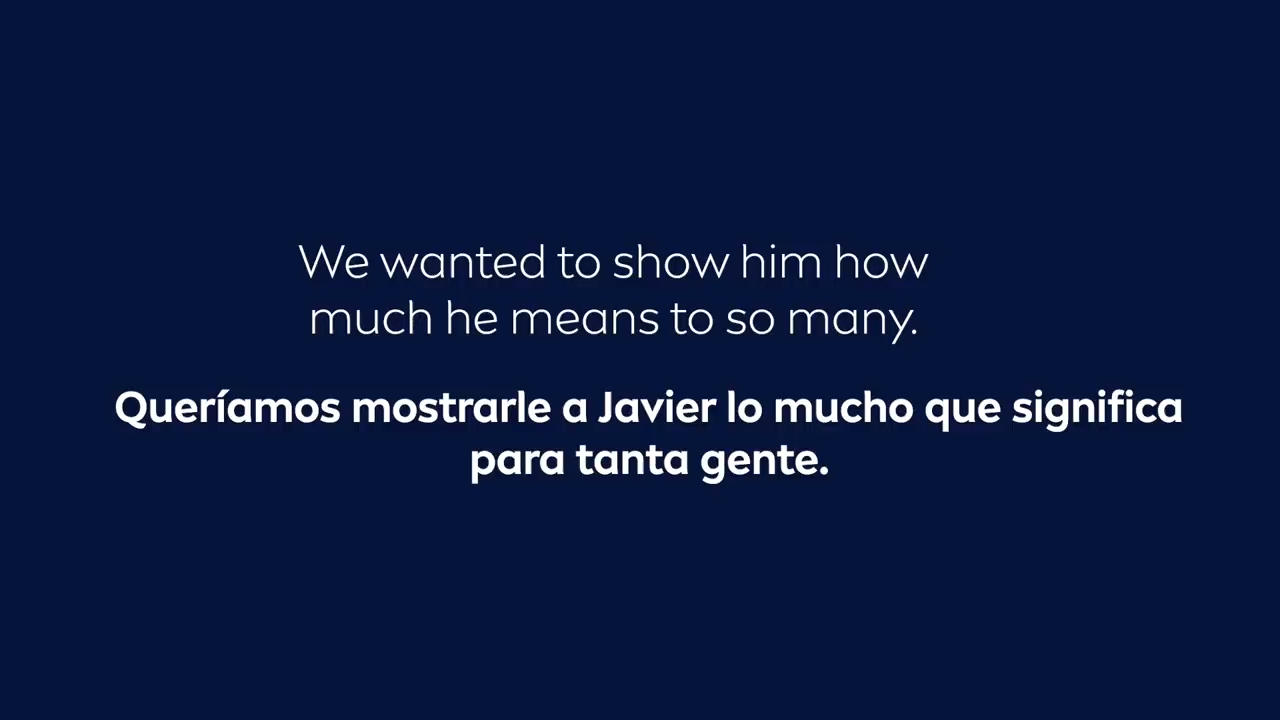 We wanted to show him how
much he means to so many.
Queríamos mostrarle a Javier lo mucho que significa
para tanta gente.